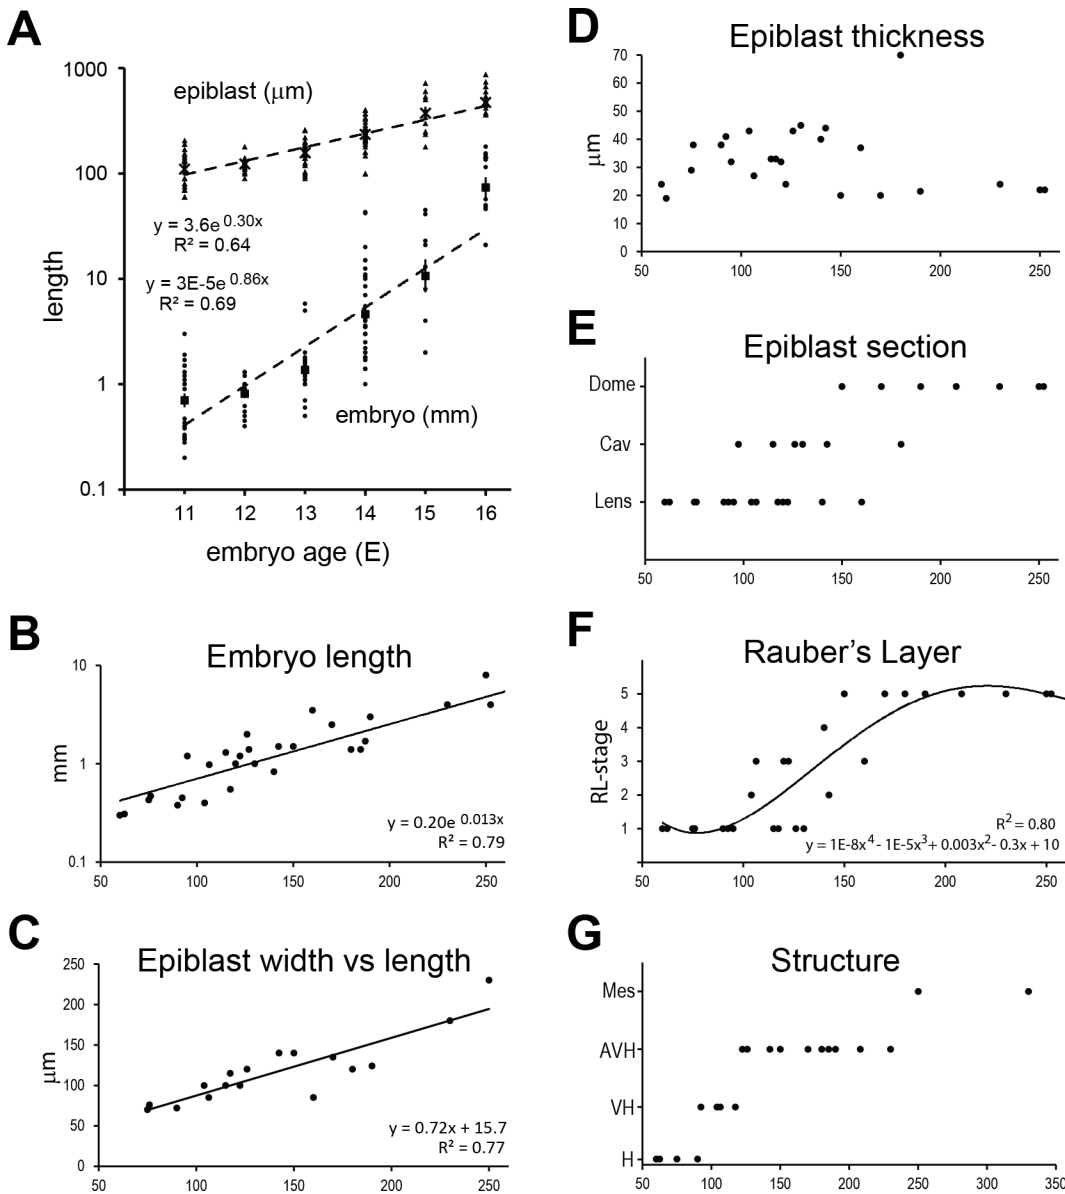 A
1000
100
10
1
0.1
length
epiblast (µm)
y = 3.6e 0.30x
R² = 0.64
y = 3E-5e 0.86x
R² = 0.69
embryo (mm)
11 12 13 14 15 16
embryo age (E)
B
Embryo length
10
1
0.1
mm
y = 0.20e 0.013x
R² = 0.79
50 100 150 200 250
C
Epiblast width vs length
250
200
150
100
50
0
µm
y = 0.72x + 15.7
R² = 0.77
50 100 150 200 250
D
Epiblast thickness
70
60
50
40
30
20
10
0
µm
50 100 150 200 250
E
Epiblast section
Dome
Cav
Lens
50 100 150 200 250
F
Rauber's Layer
5
4
3
2
1
RL-stage
R2 = 0.80
y = 1E-8x4 - 1E-5x3 + 0.003x2 - 0.3x + 10
50 100 150 200 250
G
Structure
Mes
AVH
VH
H
50 100 150 200 250 300 350